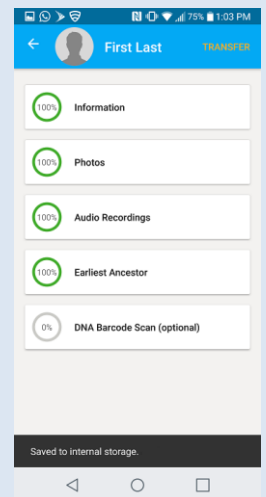 75% 1:03 PM
First Last TRANSFER
100% Information
100% Photos
100% Audio Recordings
100% Earliest Ancestor
0% DNA Barcode Scan (optional)
Saved to internal storage.